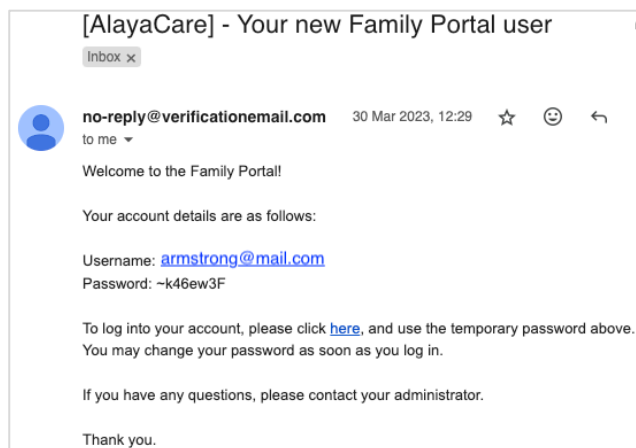 [AlayaCare] - Your new Family Portal user
Inbox x
no-reply@verificationemail.com 30 Mar 2023, 12:29
to me
Welcome to the Family Portal!
Your account details are as follows:
Username: armstrong@mail.com
Password: ~k46ew3F
To log into your account, please click here, and use the temporary password above.
You may change your password as soon as you log in.
If you have any questions, please contact your administrator.
Thank you.